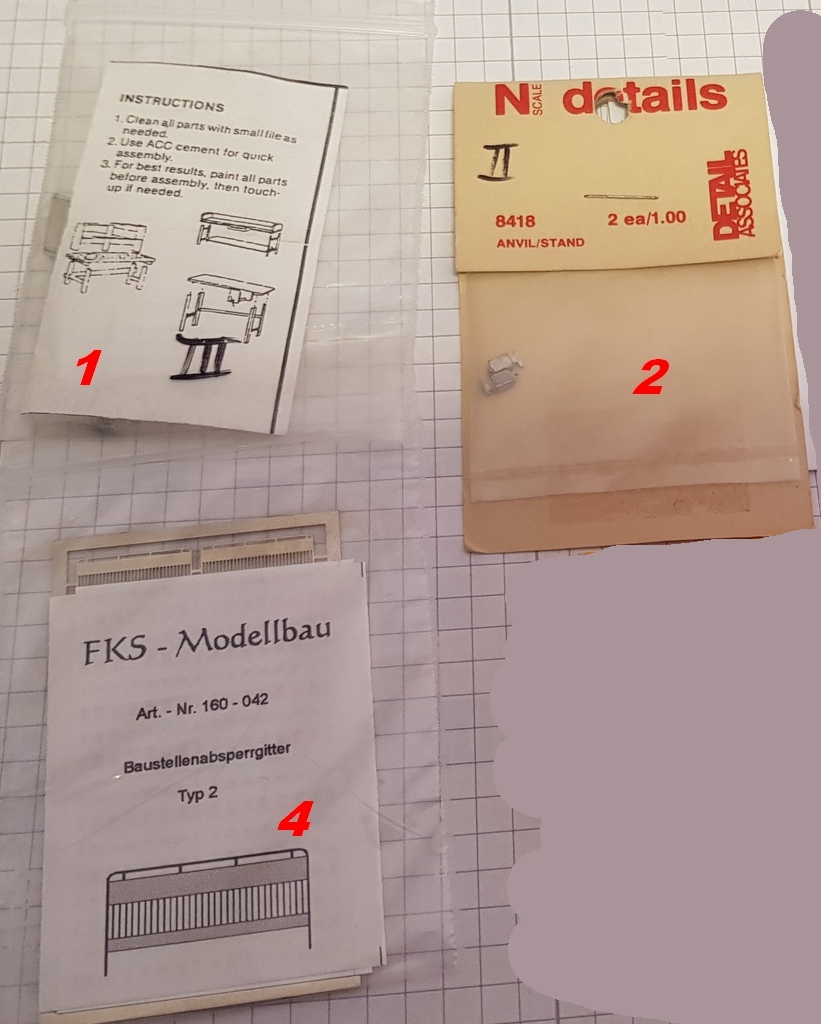 INSTRUCTIONS
1. Clean all parts with small file as
needed.
2. Use ACC cement for quick
assembly.
3. For best results, paint all parts
before assembly, then touch-
up if needed.
III
1
N SCALE details
II
8418
2 ea/1.00
ANVIL/STAND
DETAIL
ASSOCIATES
2
FKS - Modellbau
Art. - Nr. 160 - 042
Baustellenabsperrgitter
Typ 2
4